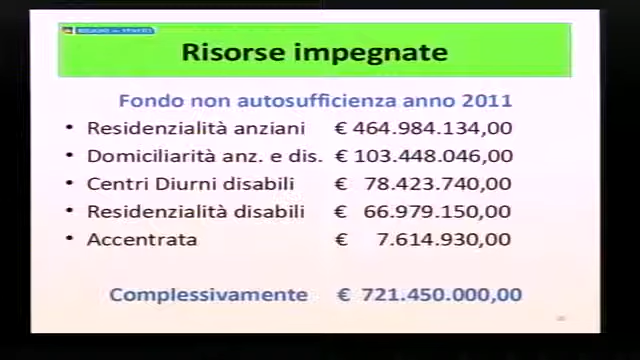 Risorse impegnate
Fondo non autosufficienza anno 2011
• Residenzialità anziani € 464.984.134,00
• Domiciliarità anz. e dis. € 103.448.046,00
• Centri Diurni disabili € 78.423.740,00
• Residenzialità disabili € 66.979.150,00
• Accentrata € 7.614.930,00
Complessivamente € 721.450.000,00